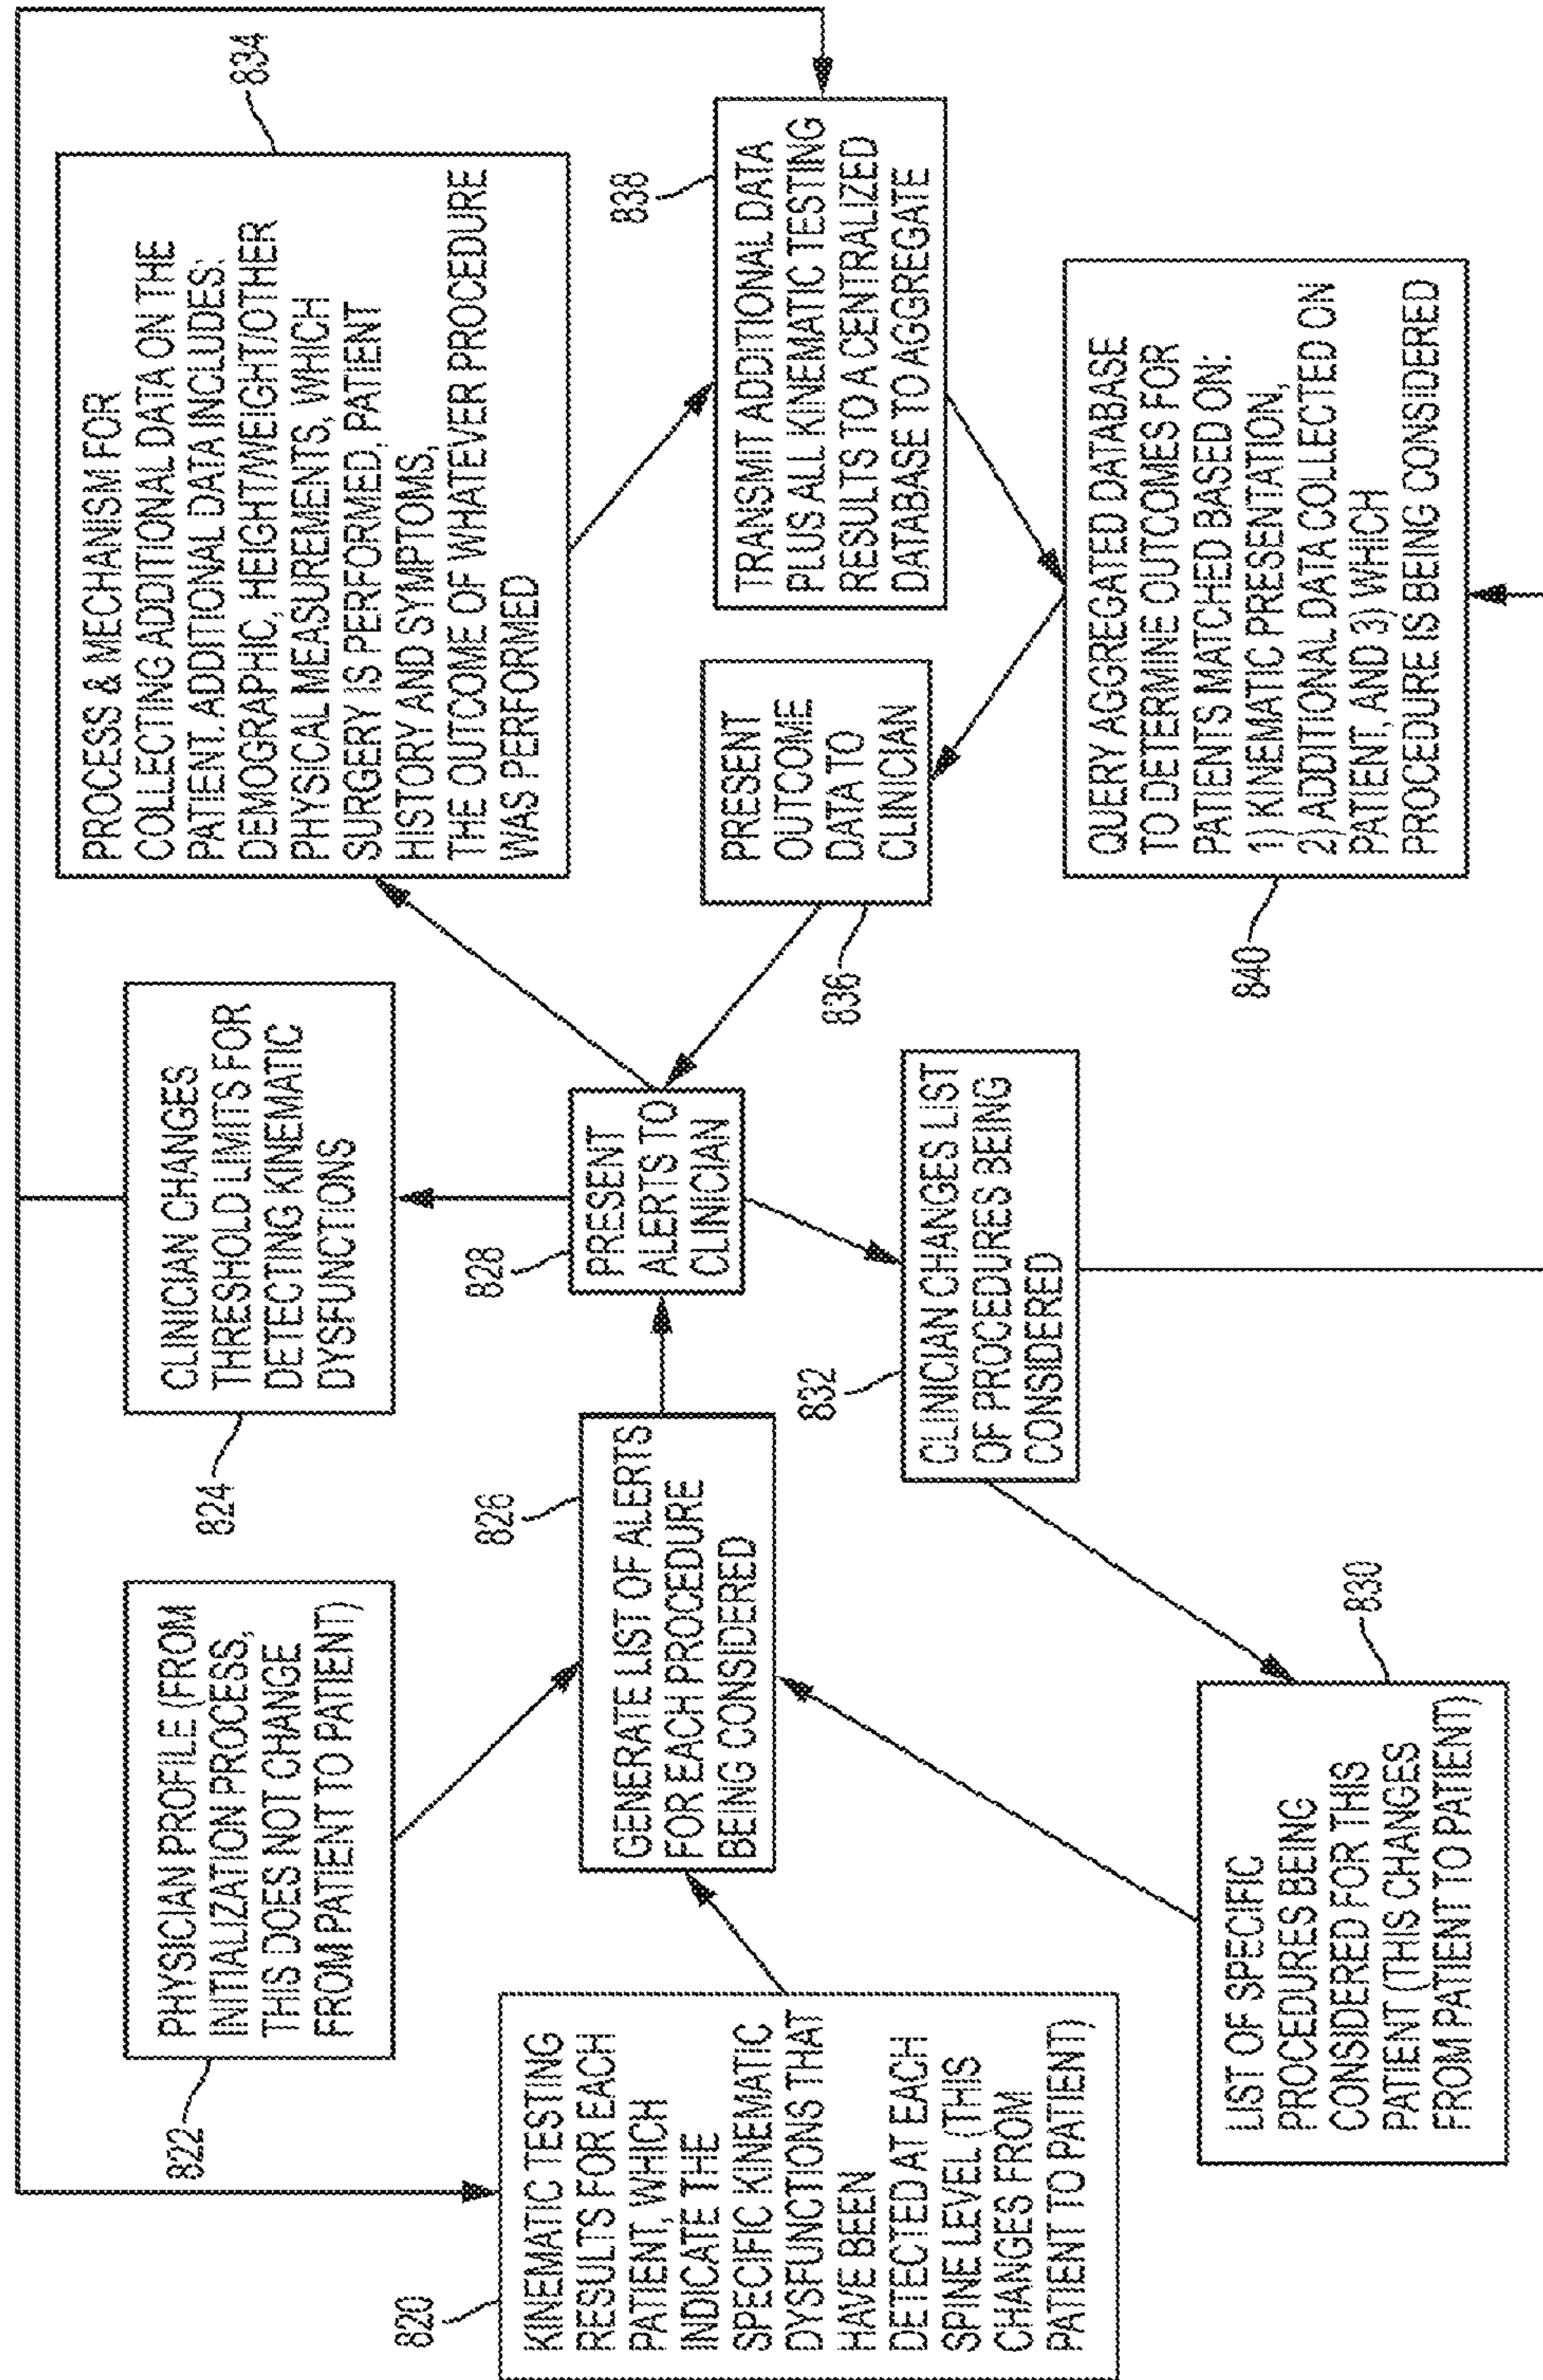 820
KINEMATIC TESTING
RESULTS FOR EACH
PATIENT, WHICH
INDICATE THE
SPECIFIC KINEMATIC
DYSFUNCTIONS THAT
HAVE BEEN
DETECTED AT EACH
SPINE LEVEL (THIS
CHANGES FROM
PATIENT TO PATIENT)
822
PHYSICIAN PROFILE (FROM
INITIALIZATION PROCESS,
THIS DOES NOT CHANGE
FROM PATIENT TO PATIENT)
824
CLINICIAN CHANGES
THRESHOLD LIMITS FOR
DETECTING KINEMATIC
DYSFUNCTIONS
826
GENERATE LIST OF ALERTS
FOR EACH PROCEDURE
BEING CONSIDERED
828
PRESENT
ALERTS TO
CLINICIAN
830
LIST OF SPECIFIC
PROCEDURES BEING
CONSIDERED FOR THIS
PATIENT (THIS CHANGES
FROM PATIENT TO PATIENT)
832
CLINICIAN CHANGES LIST
OF PROCEDURES BEING
CONSIDERED
834
PROCESS & MECHANISM FOR
COLLECTING ADDITIONAL DATA ON THE
PATIENT. ADDITIONAL DATA INCLUDES:
DEMOGRAPHIC, HEIGHT/WEIGHT/OTHER
PHYSICAL MEASUREMENTS, WHICH
SURGERY IS PERFORMED, PATIENT
HISTORY AND SYMPTOMS,
THE OUTCOME OF WHATEVER PROCEDURE
WAS PERFORMED
836
PRESENT
OUTCOME
DATA TO
CLINICIAN
838
TRANSMIT ADDITIONAL DATA
PLUS ALL KINEMATIC TESTING
RESULTS TO A CENTRALIZED
DATABASE TO AGGREGATE
840
QUERY AGGREGATED DATABASE
TO DETERMINE OUTCOMES FOR
PATIENTS MATCHED BASED ON:
1) KINEMATIC PRESENTATION,
2) ADDITIONAL DATA COLLECTED ON
PATIENT, AND 3) WHICH
PROCEDURE IS BEING CONSIDERED